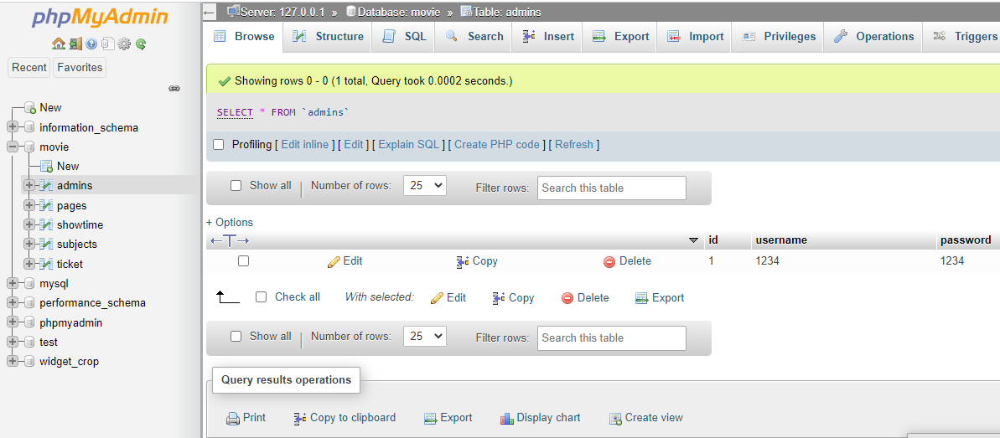 phpMyAdmin
Recent Favorites
New
information_schema
movie
New
admins
pages
showtime
subjects
ticket
mysql
performance_schema
phpmyadmin
test
widget_crop
Server: 127.0.0.1 » Database: movie » Table: admins
Browse Structure SQL Search Insert Export Import Privileges Operations Triggers
Showing rows 0 - 0 (1 total, Query took 0.0002 seconds.)
SELECT * FROM `admins`
Profiling [ Edit inline ] [ Edit ] [ Explain SQL ] [ Create PHP code ] [ Refresh ]
Show all Number of rows: 25 Filter rows: Search this table
+ Options
id username password
Edit Copy Delete 1 1234 1234
Check all With selected: Edit Copy Delete Export
Show all Number of rows: 25 Filter rows: Search this table
Query results operations
Print Copy to clipboard Export Display chart Create view